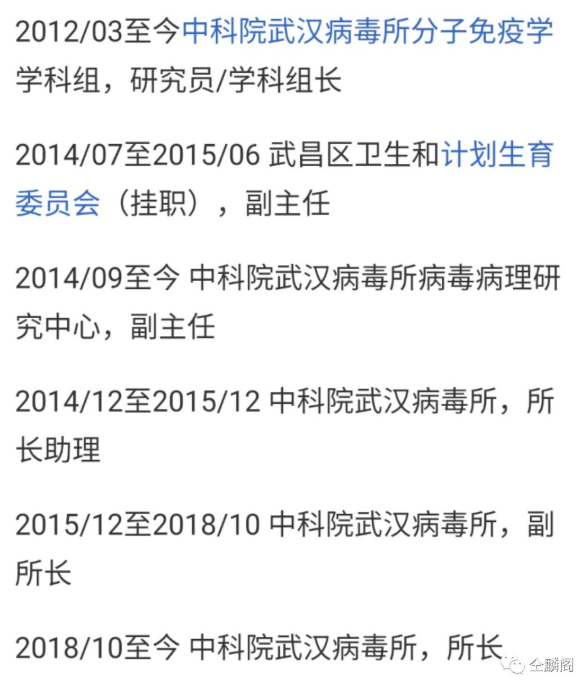 2012/03至今中科院武汉病毒所分子免疫学
学科组，研究员/学科组长
2014/07至2015/06 武昌区卫生和计划生育
委员会（挂职），副主任
2014/09至今 中科院武汉病毒所病毒病理研
究中心，副主任
2014/12至2015/12 中科院武汉病毒所，所
长助理
2015/12至2018/10 中科院武汉病毒所，副
所长
2018/10至今 中科院武汉病毒所，所长
仝麟阁